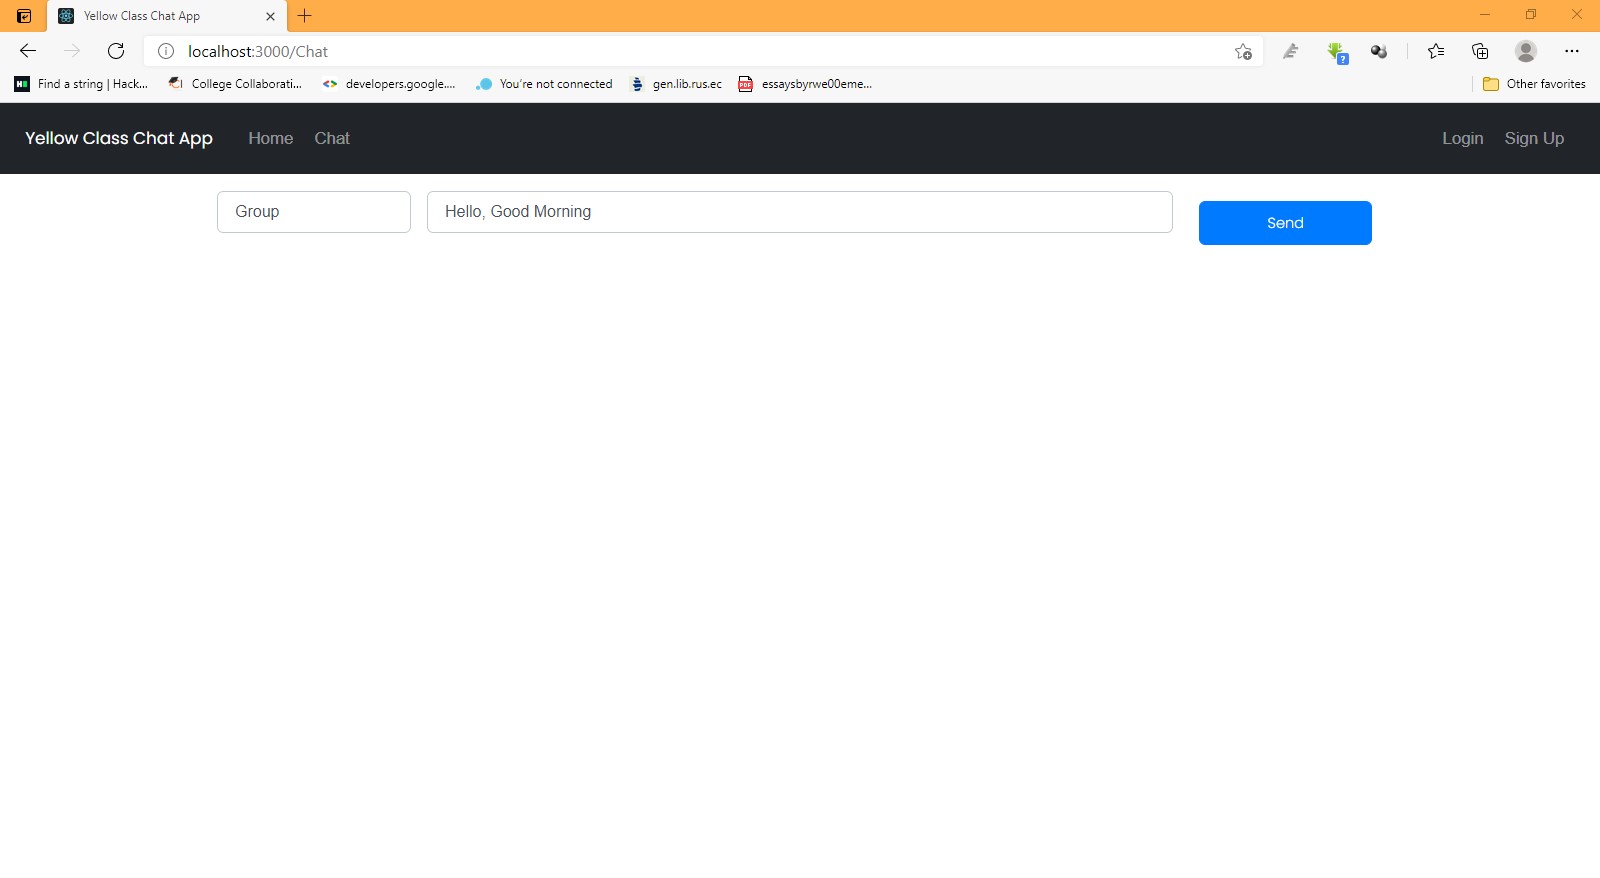 Yellow Class Chat App
localhost:3000/Chat
Find a string | Hack... College Collaborati... developers.google.... You're not connected gen.lib.rus.ec essaysbyrwe00eme... Other favorites
Yellow Class Chat App Home Chat Login Sign Up
Group Hello, Good Morning Send